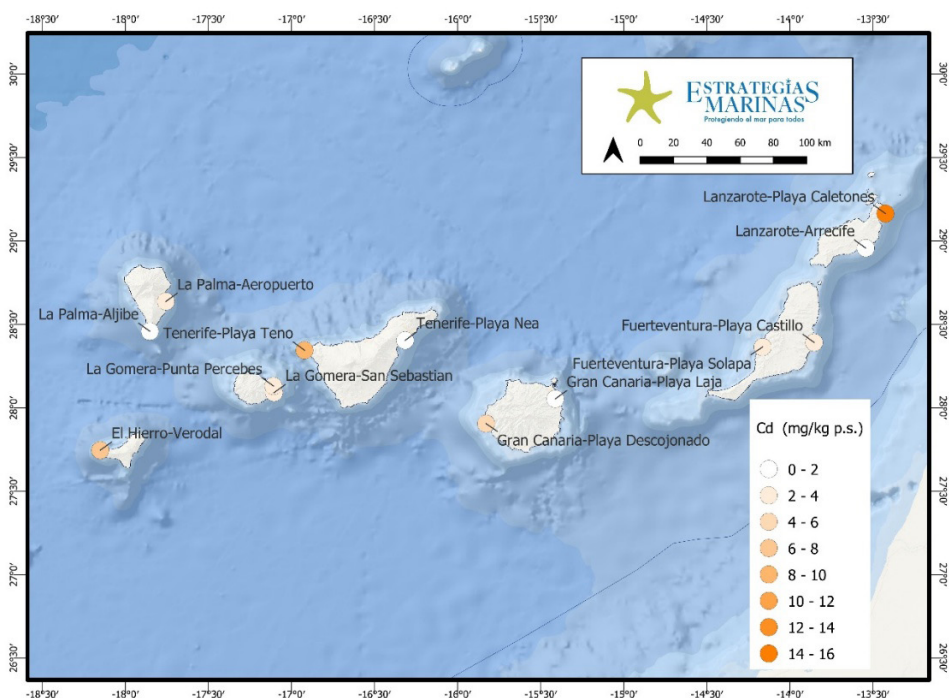 -18°30' -18°0' -17°30' -17°0' -16°30' -16°0' -15°30' -15°0' -14°30' -14°0' -13°30'
30°0'
29°30'
29°0'
28°30'
28°0'
27°30'
27°0'
26°30'
ESTRATEGIAS
MARINAS
Protegiendo el mar para todos
0 20 40 60 80 100 km
Lanzarote-Playa Caletones
Lanzarote-Arrecife
La Palma-Aeropuerto
La Palma-Aljibe
Tenerife-Playa Teno
Tenerife-Playa Nea
Fuerteventura-Playa Castillo
La Gomera-Punta Percebes
La Gomera-San Sebastian
Fuerteventura-Playa Solapa
Gran Canaria-Playa Laja
El Hierro-Verodal
Gran Canaria-Playa Descojonado
Cd (mg/kg p.s.)
0 - 2
2 - 4
4 - 6
6 - 8
8 - 10
10 - 12
12 - 14
14 - 16
30°0'
29°30'
29°0'
28°30'
28°0'
27°30'
27°0'
26°30'
-18°30' -18°0' -17°30' -17°0' -16°30' -16°0' -15°30' -15°0' -14°30' -14°0' -13°30'